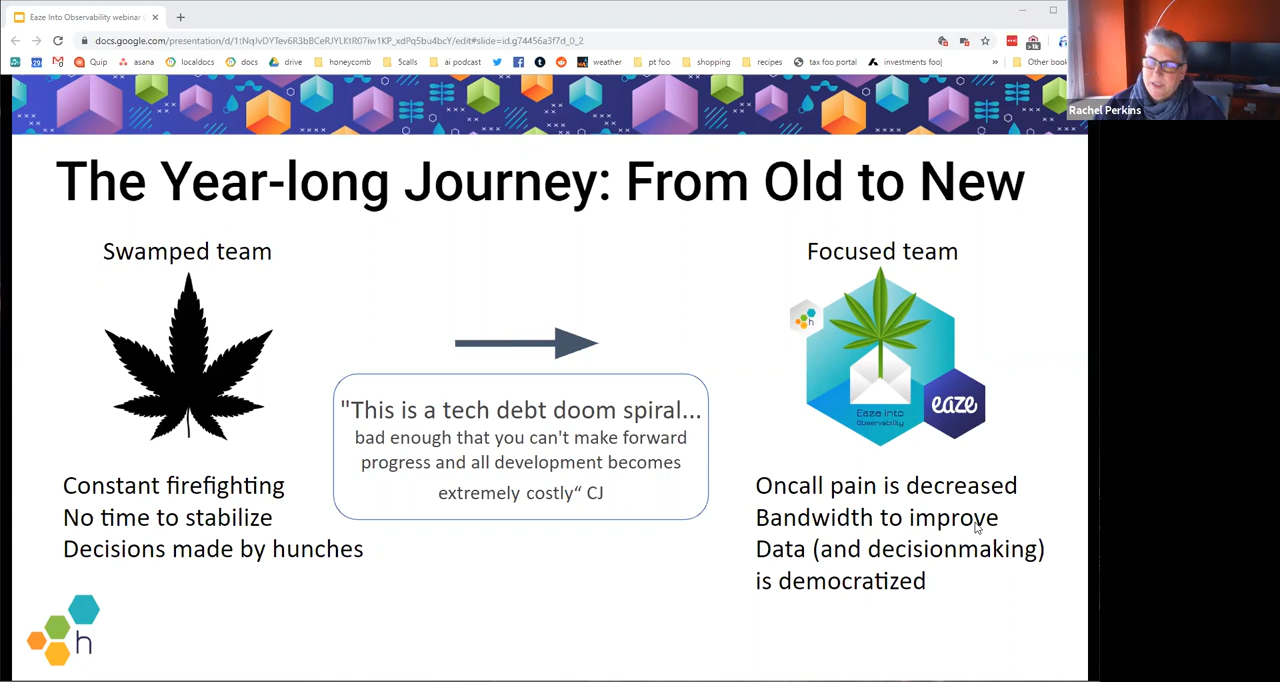 Eaze Into Observability webinar
docs.google.com/presentation/d/1tNqJvDYTev6R3bBCeRJYLKtR07iw1KP_xdPq5bu4bcY/edit#slide=id.g74456a3f7d_0_2
Quip asana localdocs docs drive honeycomb 5calls ai podcast weather pt foo shopping recipes tax foo portal investments foo| » Other book
Rachel Perkins
The Year-long Journey: From Old to New
Swamped team
Focused team
h
"This is a tech debt doom spiral...
bad enough that you can't make forward
progress and all development becomes
extremely costly“ CJ
Eaze into
Observability
eaze
Constant firefighting
No time to stabilize
Decisions made by hunches
Oncall pain is decreased
Bandwidth to improve
Data (and decisionmaking)
is democratized
h